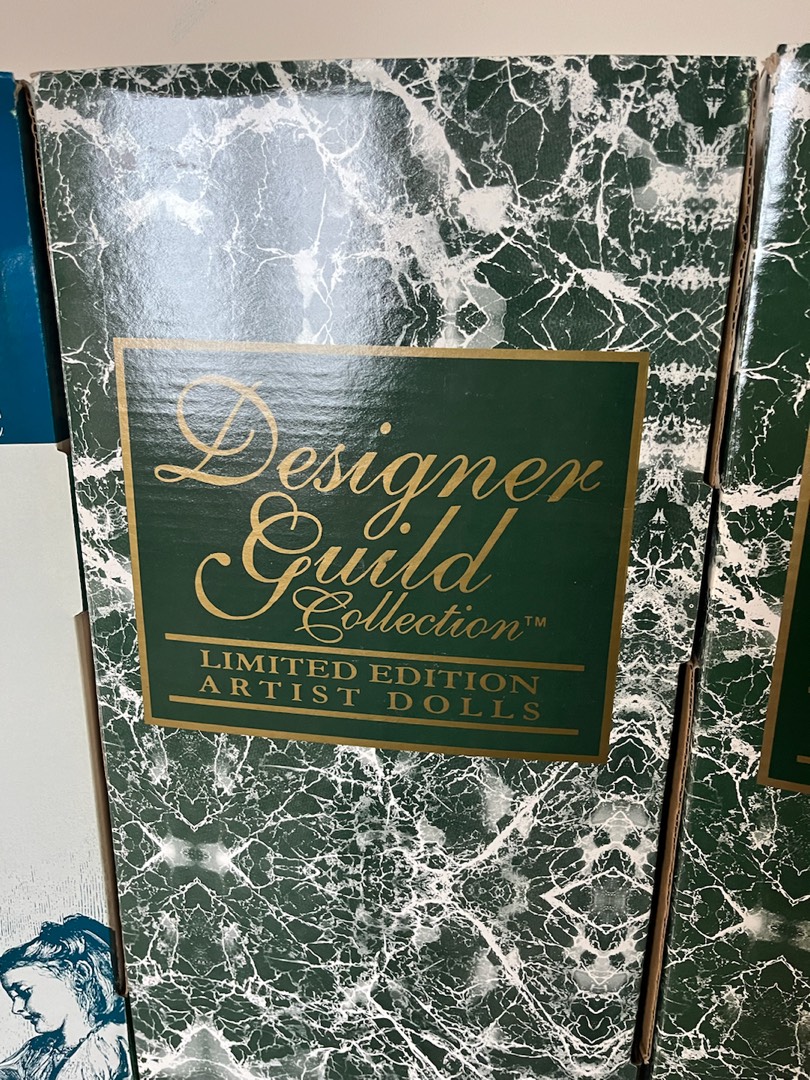 Designer
Guild
Collection™
LIMITED EDITION
ARTIST DOLLS